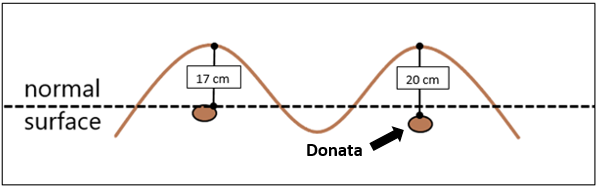 17 cm
20 cm
normal
surface
Donata